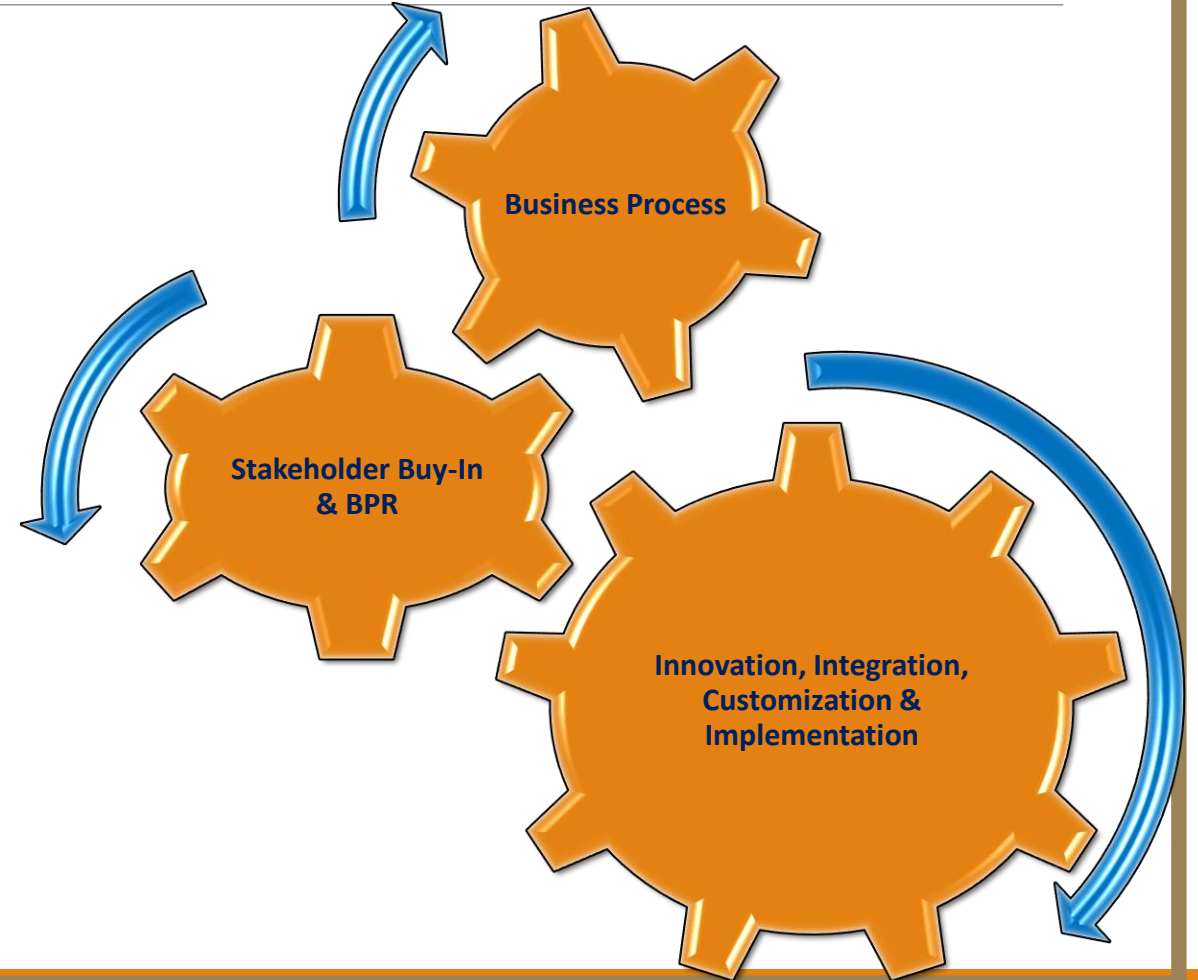 Business Process
Stakeholder Buy-In
& BPR
Innovation, Integration,
Customization &
Implementation